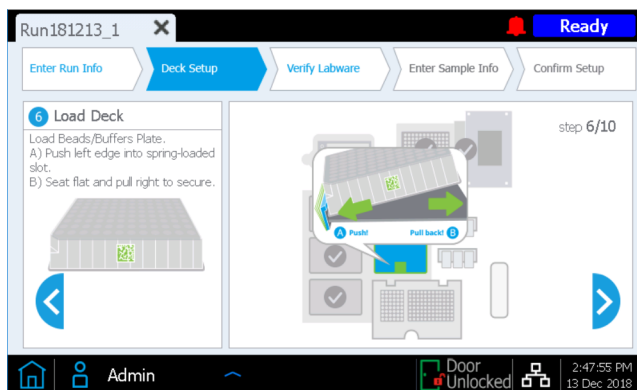 Run181213_1
Ready
Enter Run Info
Deck Setup
Verify Labware
Enter Sample Info
Confirm Setup
6 Load Deck
Load Beads/Buffers Plate.
A) Push left edge into spring-loaded
slot.
B) Seat flat and pull right to secure.
step 6/10
A Push!
Pull back! B
Admin
Door
Unlocked
2:47:55 PM
13 Dec 2018